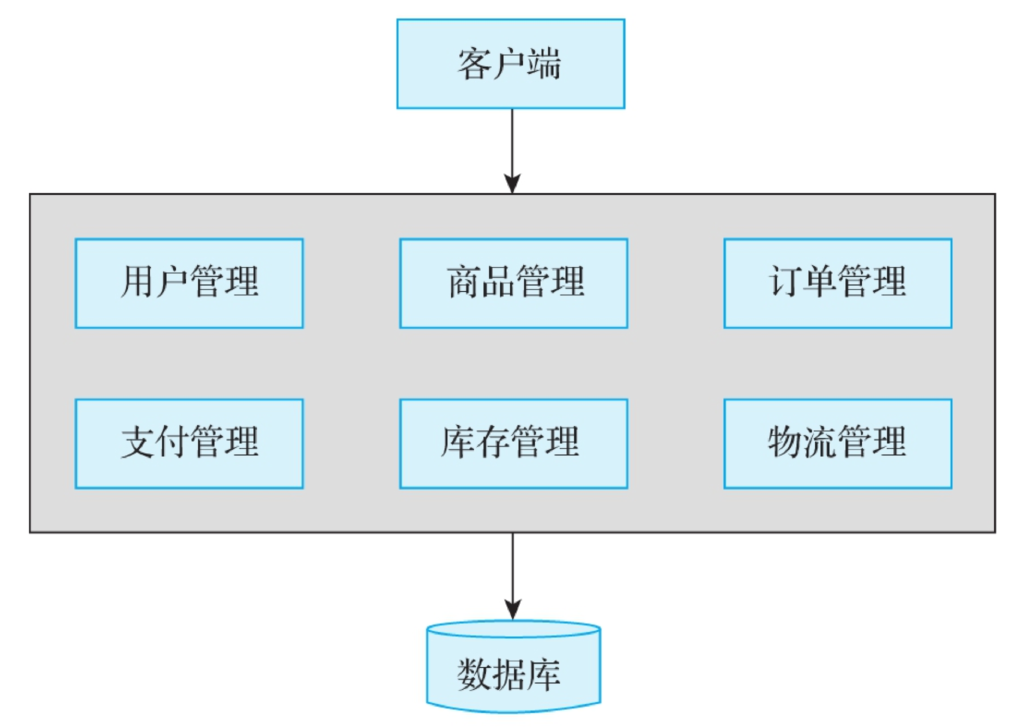 客户端
用户管理
商品管理
订单管理
支付管理
库存管理
物流管理
数据库